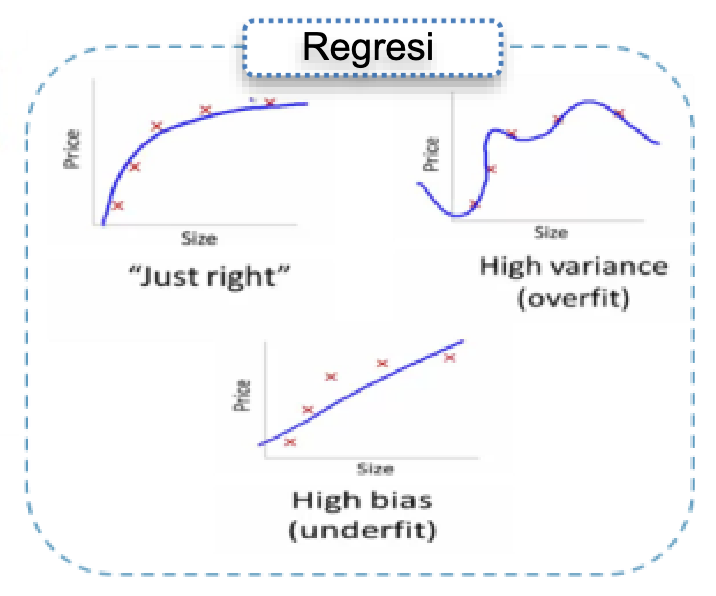 Regresi
Price
Size
“Just right”
Price
Size
High variance
(overfit)
Price
Size
High bias
(underfit)